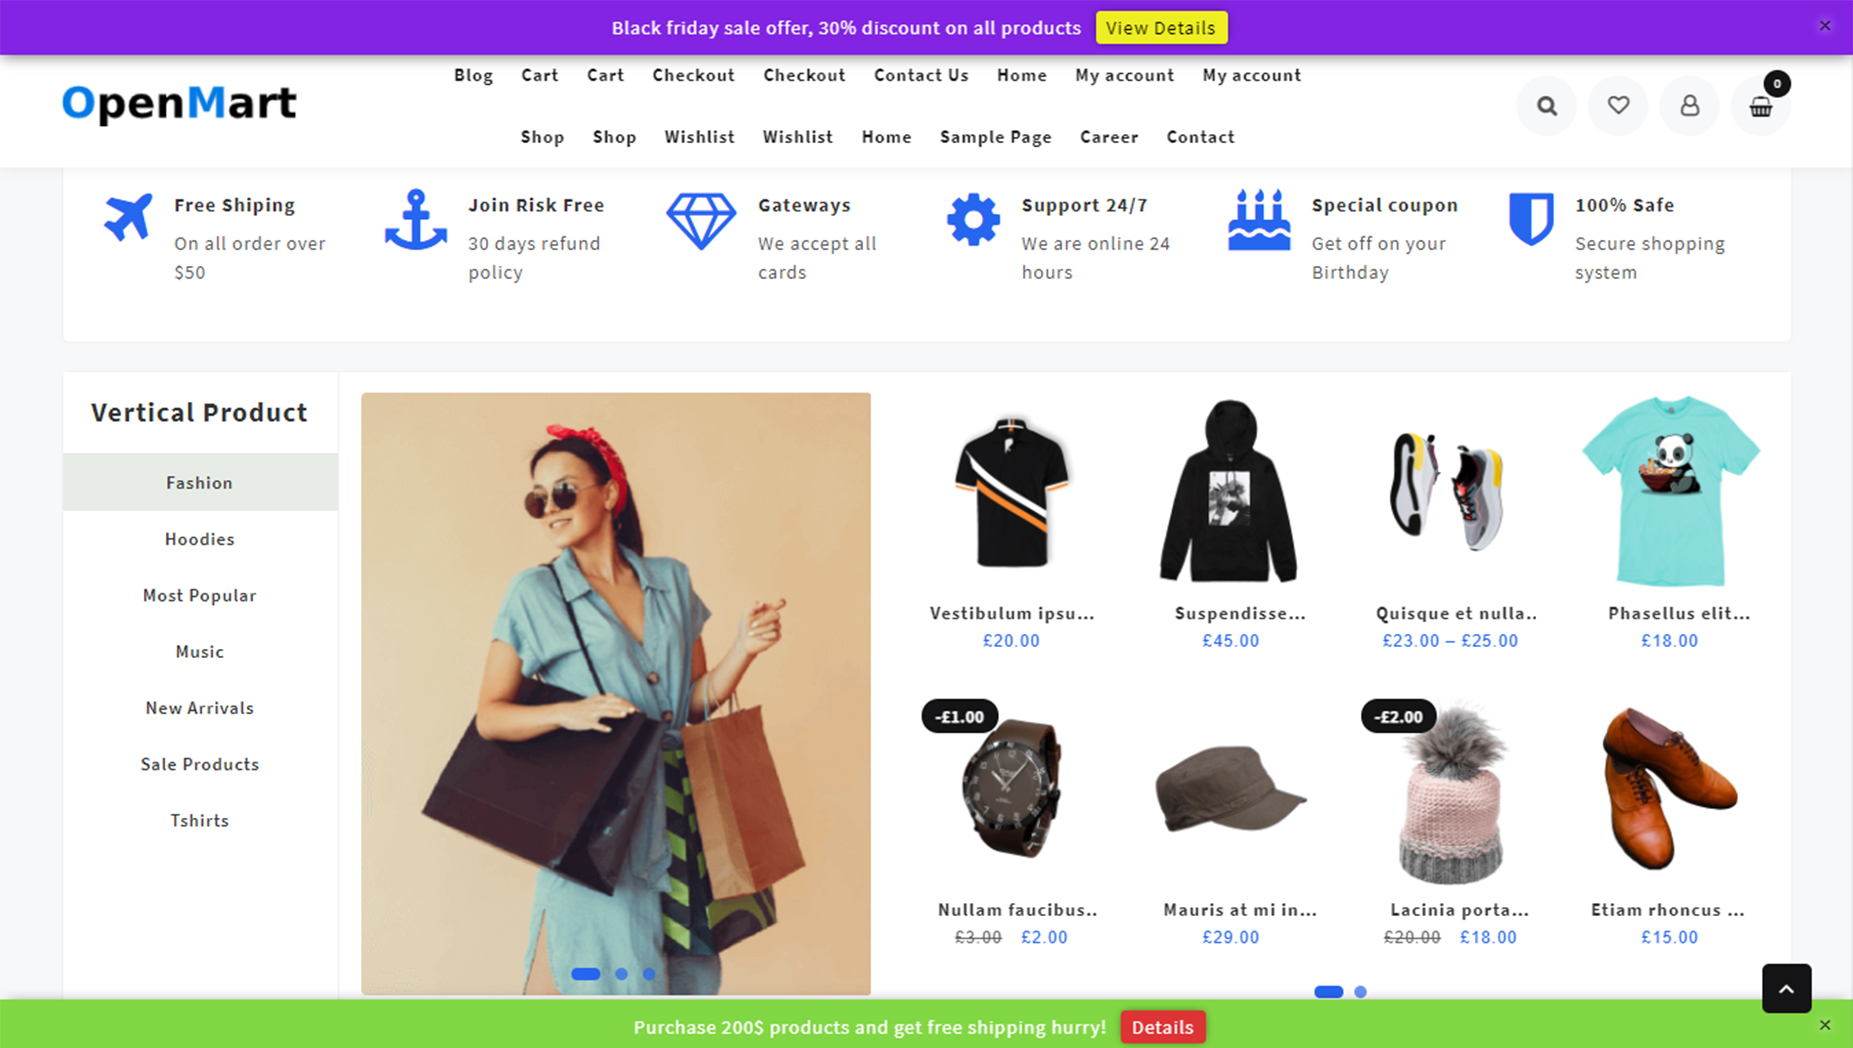 Black friday sale offer, 30% discount on all products View Details ×
OpenMart
Blog Cart Cart Checkout Checkout Contact Us Home My account My account
Shop Shop Wishlist Wishlist Home Sample Page Career Contact
0
Free Shiping
On all order over
$50
Join Risk Free
30 days refund
policy
Gateways
We accept all
cards
Support 24/7
We are online 24
hours
Special coupon
Get off on your
Birthday
100% Safe
Secure shopping
system
Vertical Product
Fashion
Hoodies
Most Popular
Music
New Arrivals
Sale Products
Tshirts
Vestibulum ipsu...
£20.00
Suspendisse...
£45.00
Quisque et nulla..
£23.00 – £25.00
Phasellus elit...
£18.00
-£1.00
Nullam faucibus..
£3.00 £2.00
Mauris at mi in...
£29.00
-£2.00
Lacinia porta...
£20.00 £18.00
Etiam rhoncus ...
£15.00
Purchase 200$ products and get free shipping hurry! Details ×